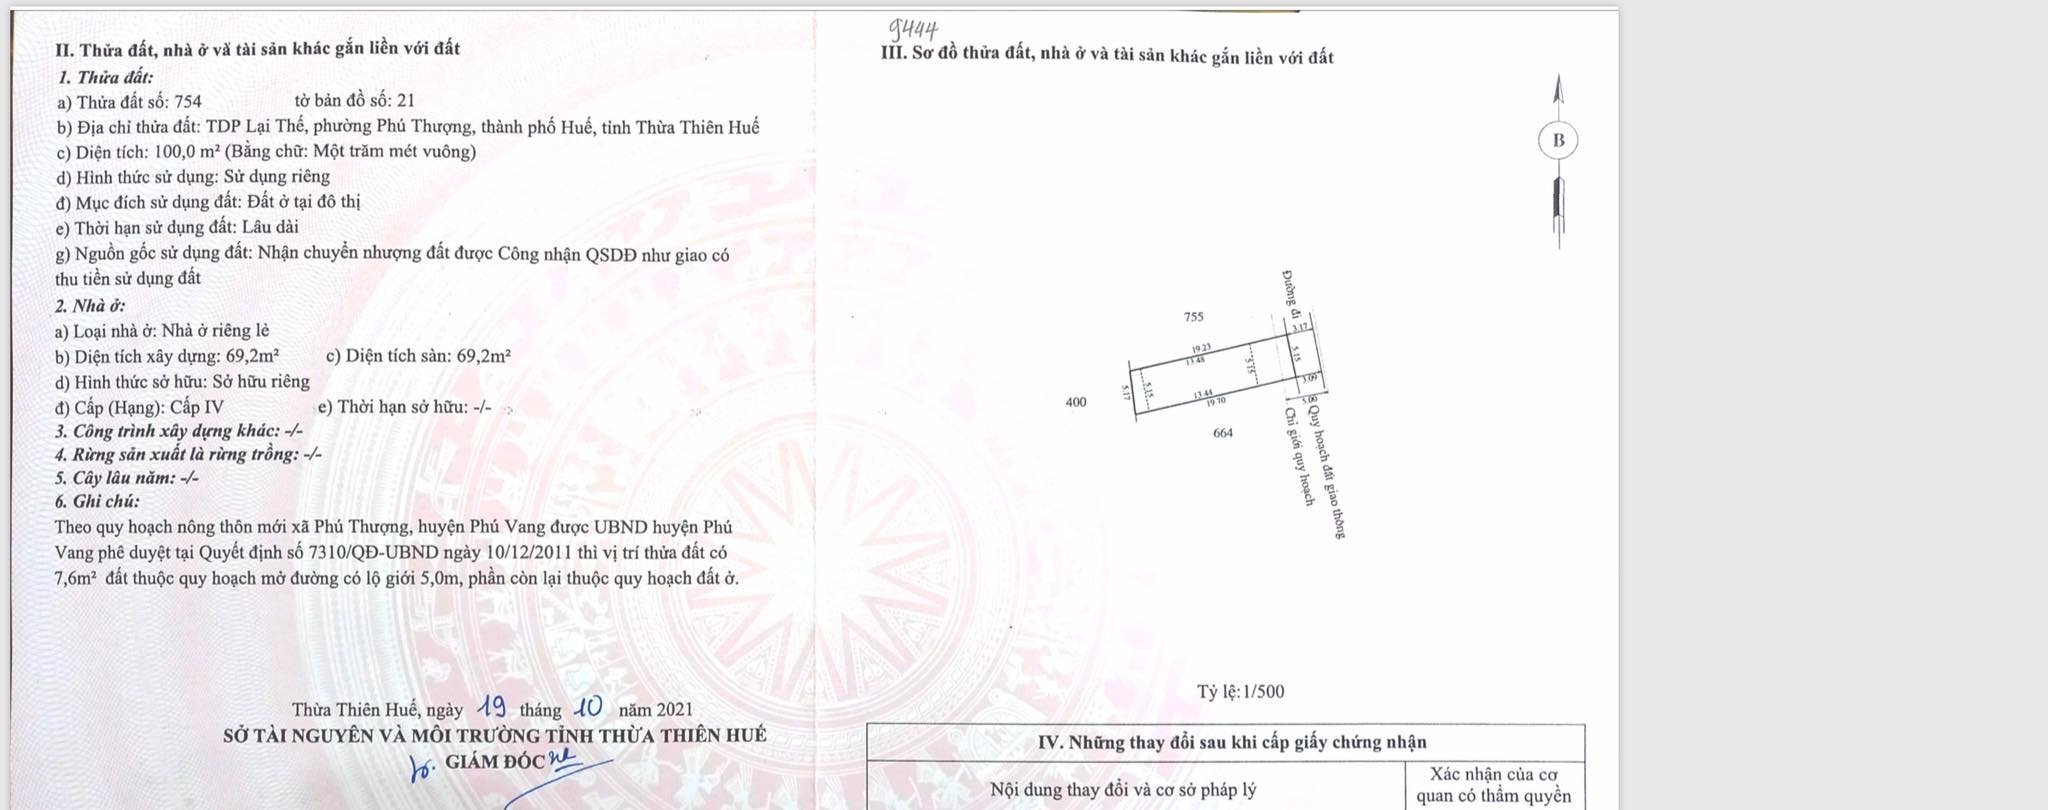 II. Thửa đất, nhà ở và tài sản khác gắn liền với đất
1. Thửa đất:
a) Thửa đất số: 754 tờ bản đồ số: 21
b) Địa chỉ thửa đất: TDP Lại Thế, phường Phú Thượng, thành phố Huế, tỉnh Thừa Thiên Huế
c) Diện tích: 100,0 m² (Bằng chữ: Một trăm mét vuông)
d) Hình thức sử dụng: Sử dụng riêng
đ) Mục đích sử dụng đất: Đất ở tại đô thị
e) Thời hạn sử dụng đất: Lâu dài
g) Nguồn gốc sử dụng đất: Nhận chuyển nhượng đất được Công nhận QSDĐ như giao có
thu tiền sử dụng đất
2. Nhà ở:
a) Loại nhà ở: Nhà ở riêng lẻ
b) Diện tích xây dựng: 69,2m² c) Diện tích sàn: 69,2m²
d) Hình thức sở hữu: Sở hữu riêng
đ) Cấp (Hạng): Cấp IV e) Thời hạn sở hữu: -/-
3. Công trình xây dựng khác: -/-
4. Rừng sản xuất là rừng trồng: -/-
5. Cây lâu năm: -/-
6. Ghi chú:
Theo quy hoạch nông thôn mới xã Phú Thượng, huyện Phú Vang được UBND huyện Phú
Vang phê duyệt tại Quyết định số 7310/QĐ-UBND ngày 10/12/2011 thì vị trí thửa đất có
7,6m² đất thuộc quy hoạch mở đường có lộ giới 5,0m, phần còn lại thuộc quy hoạch đất ở.
Thừa Thiên Huế, ngày 19 tháng 10 năm 2021
SỞ TÀI NGUYÊN VÀ MÔI TRƯỜNG TỈNH THỪA THIÊN HUẾ
GIÁM ĐỐC
9444
III. Sơ đồ thửa đất, nhà ở và tài sản khác gắn liền với đất
B
Đường đi
755
3.17
19.23
13.48
5.15
5.15
5.15
5.17
3.09
13.44
19.70
5.00
400
664
Chỉ giới quy hoạch
Quy hoạch đất giao thông
Tỷ lệ: 1/500
IV. Những thay đổi sau khi cấp giấy chứng nhận
Nội dung thay đổi và cơ sở pháp lý
Xác nhận của cơ
quan có thẩm quyền